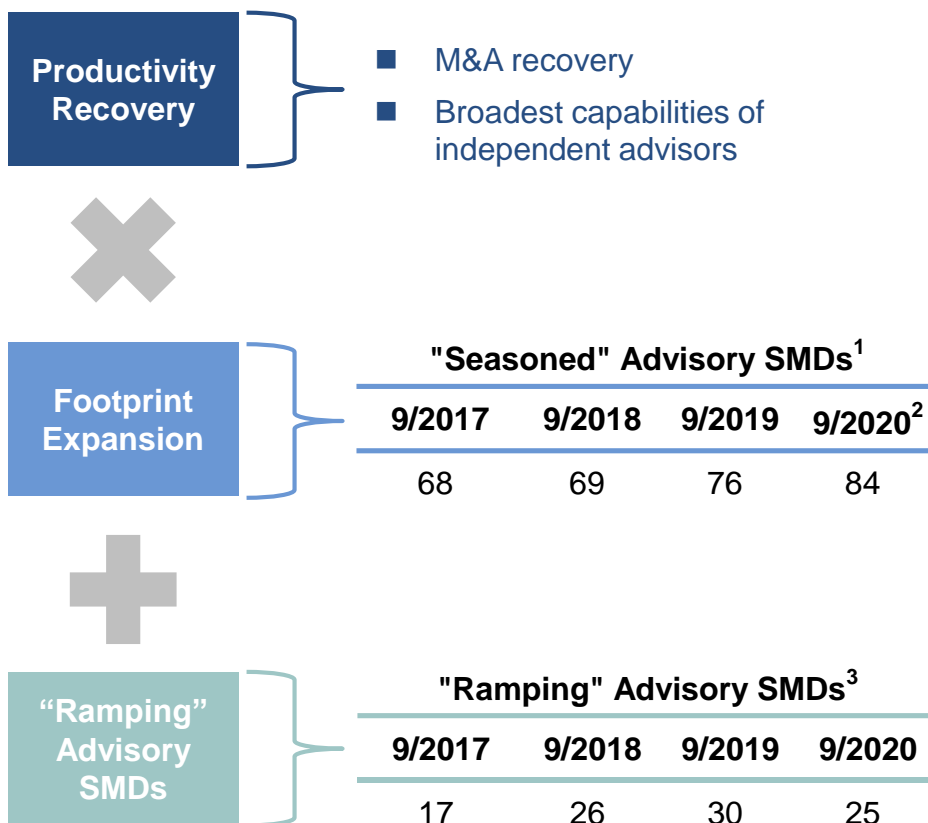 Productivity
Recovery
■ M&A recovery
■ Broadest capabilities of
independent advisors
Footprint
Expansion
"Seasoned" Advisory SMDs¹
9/2017 9/2018 9/2019 9/2020²
68 69 76 84
“Ramping”
Advisory
SMDs
"Ramping" Advisory SMDs³
9/2017 9/2018 9/2019 9/2020
17 26 30 25